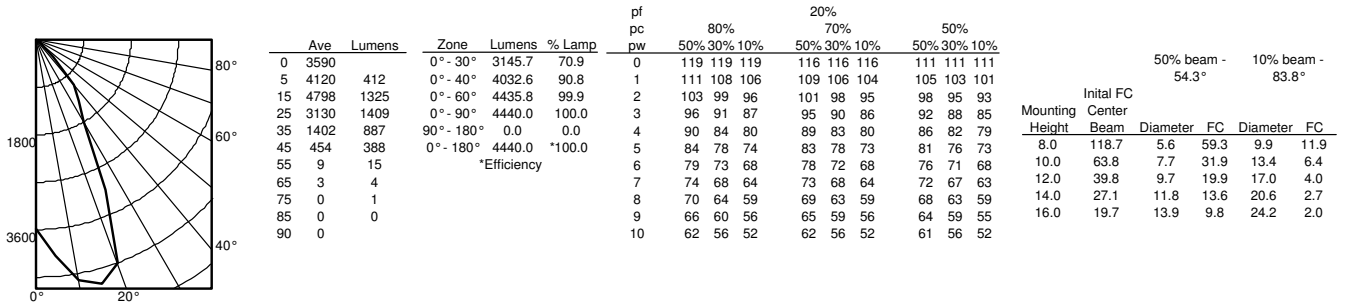 80°
60°
40°
20°
0°
1800
3600
Ave Lumens
0 3590
5 4120 412
15 4798 1325
25 3130 1409
35 1402 887
45 454 388
55 9 15
65 3 4
75 0 1
85 0 0
90 0
Zone Lumens % Lamp
0°- 30° 3145.7 70.9
0°- 40° 4032.6 90.8
0°- 60° 4435.8 99.9
0°- 90° 4440.0 100.0
90°- 180° 0.0 0.0
0°- 180° 4440.0 *100.0
*Efficiency
pf 20%
pc 80% 70% 50%
pw 50% 30% 10% 50% 30% 10% 50% 30% 10%
0 119 119 119 116 116 116 111 111 111
1 111 108 106 109 106 104 105 103 101
2 103 99 96 101 98 95 98 95 93
3 96 91 87 95 90 86 92 88 85
4 90 84 80 89 83 80 86 82 79
5 84 78 74 83 78 73 81 76 73
6 79 73 68 78 72 68 76 71 68
7 74 68 64 73 68 64 72 67 63
8 70 64 59 69 63 59 68 63 59
9 66 60 56 65 59 56 64 59 55
10 62 56 52 62 56 52 61 56 52
50% beam - 10% beam -
54.3° 83.8°
Inital FC
Mounting Center
Height Beam Diameter FC Diameter FC
8.0 118.7 5.6 59.3 9.9 11.9
10.0 63.8 7.7 31.9 13.4 6.4
12.0 39.8 9.7 19.9 17.0 4.0
14.0 27.1 11.8 13.6 20.6 2.7
16.0 19.7 13.9 9.8 24.2 2.0